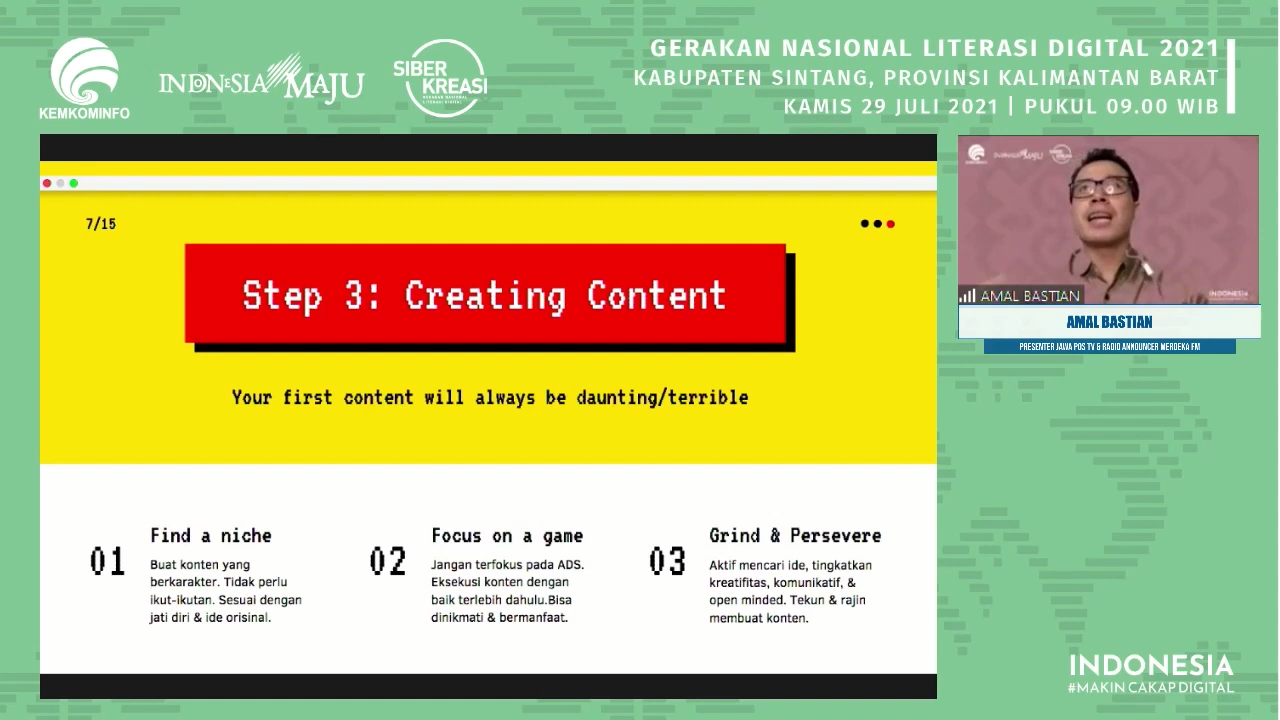 KEMKOMINFO
INDONESIA MAJU
SIBER
KREASI
GERAKAN NASIONAL LITERASI DIGITAL 2021
KABUPATEN SINTANG, PROVINSI KALIMANTAN BARAT
KAMIS 29 JULI 2021 | PUKUL 09.00 WIB
7/15
Step 3: Creating Content
Your first content will always be daunting/terrible
01
Find a niche
Buat konten yang
berkarakter. Tidak perlu
ikut-ikutan. Sesuai dengan
jati diri & ide orisinal.
02
Focus on a game
Jangan terfokus pada ADS.
Eksekusi konten dengan
baik terlebih dahulu.Bisa
dinikmati & bermanfaat.
03
Grind & Persevere
Aktif mencari ide, tingkatkan
kreatifitas, komunikatif, &
open minded. Tekun & rajin
membuat konten.
AMAL BASTIAN
AMAL BASTIAN
PRESENTER JAWA POS TV & RADIO ANNOUNCER MERDEKA FM
INDONESIA
#MAKIN CAKAP DIGITAL